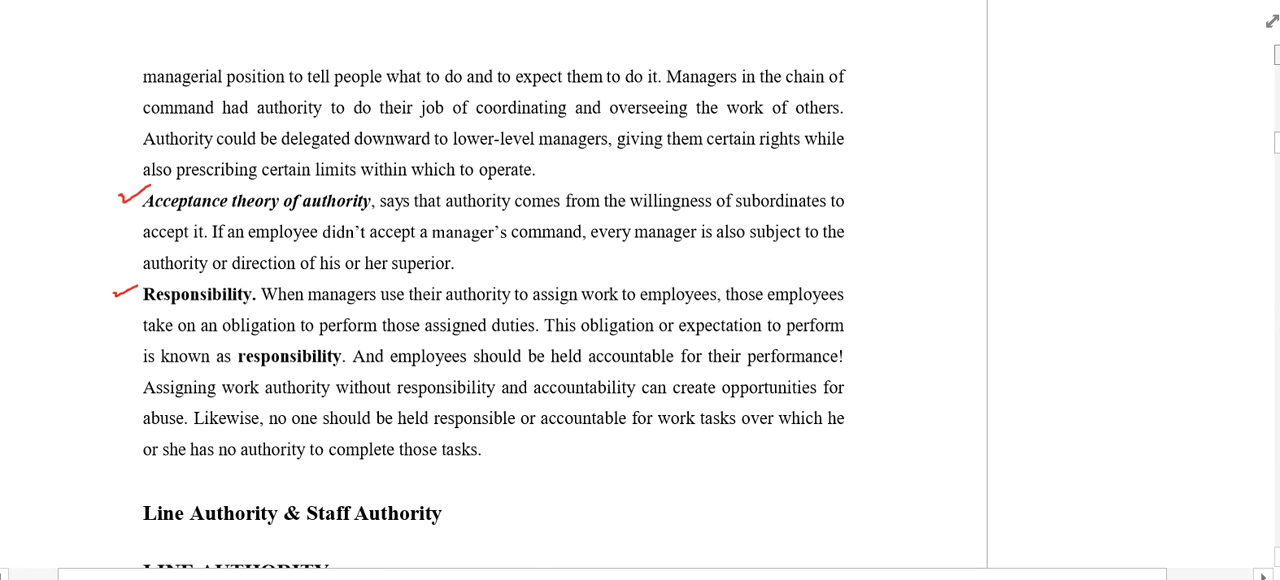 managerial position to tell people what to do and to expect them to do it. Managers in the chain of
command had authority to do their job of coordinating and overseeing the work of others.
Authority could be delegated downward to lower-level managers, giving them certain rights while
also prescribing certain limits within which to operate.
Acceptance theory of authority, says that authority comes from the willingness of subordinates to
accept it. If an employee didn't accept a manager's command, every manager is also subject to the
authority or direction of his or her superior.
Responsibility. When managers use their authority to assign work to employees, those employees
take on an obligation to perform those assigned duties. This obligation or expectation to perform
is known as responsibility. And employees should be held accountable for their performance!
Assigning work authority without responsibility and accountability can create opportunities for
abuse. Likewise, no one should be held responsible or accountable for work tasks over which he
or she has no authority to complete those tasks.
Line Authority & Staff Authority
LINE AUTHORITY